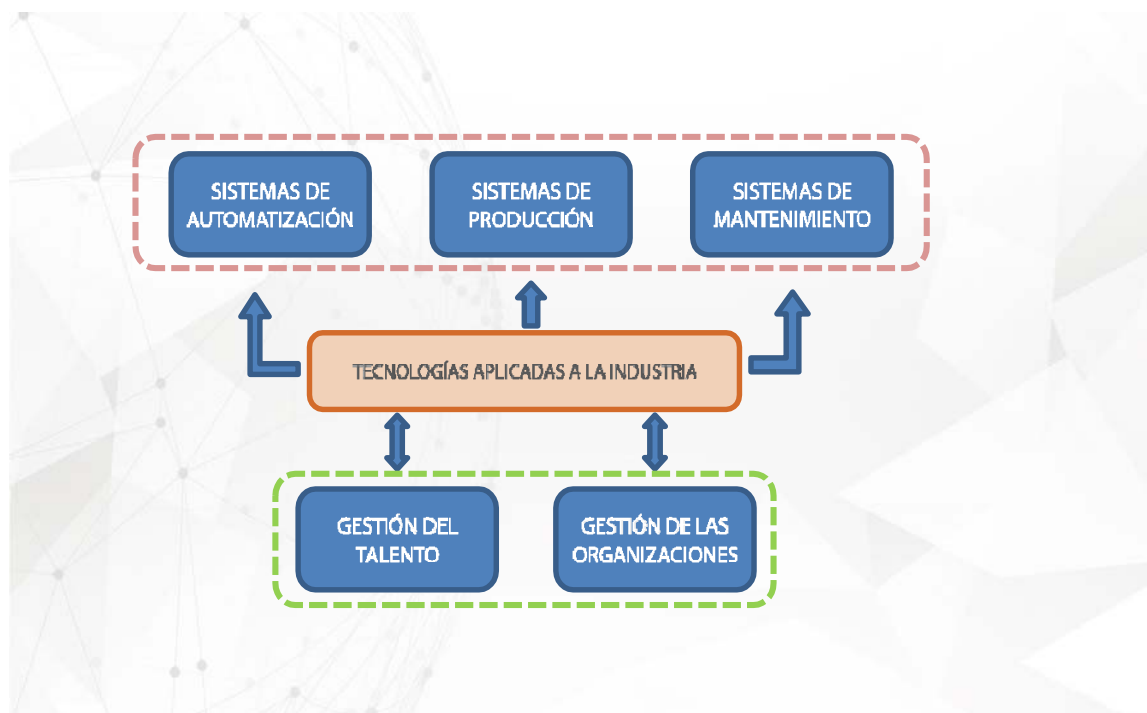 SISTEMAS DE
AUTOMATIZACIÓN
SISTEMAS DE
PRODUCCIÓN
SISTEMAS DE
MANTENIMIENTO
TECNOLOGÍAS APLICADAS A LA INDUSTRIA
GESTIÓN DEL
TALENTO
GESTIÓN DE LAS
ORGANIZACIONES